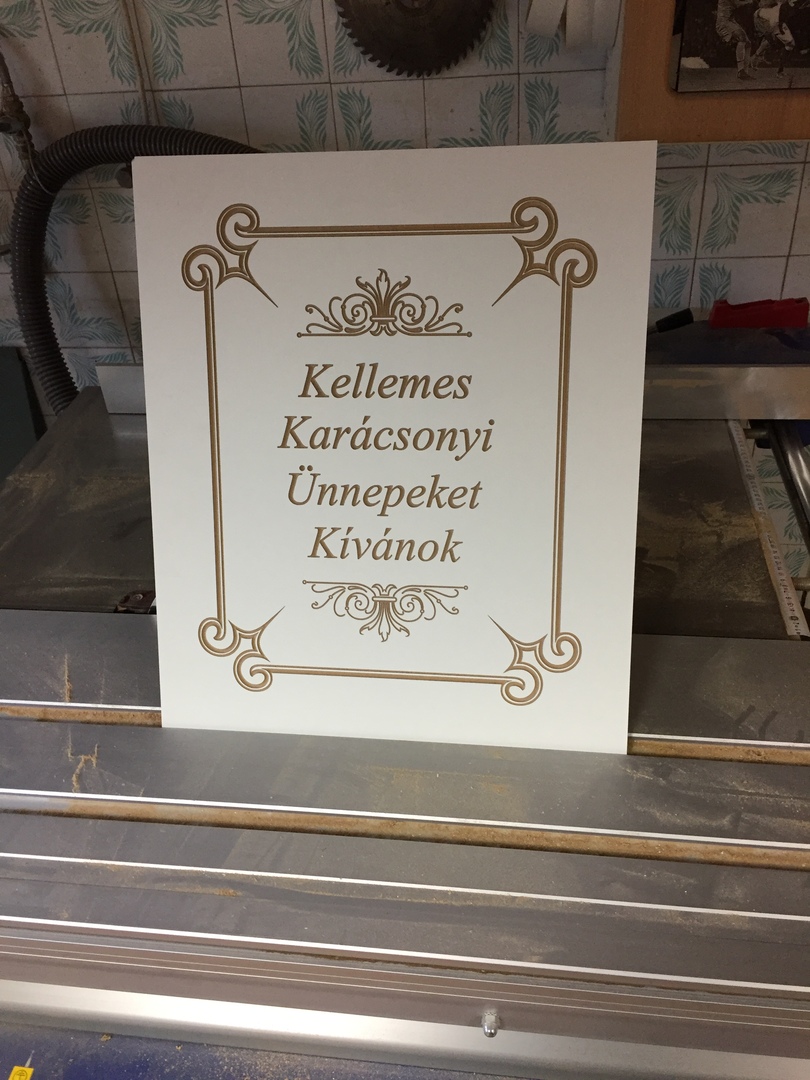 Kellemes
Karácsonyi
Ünnepeket
Kívánok